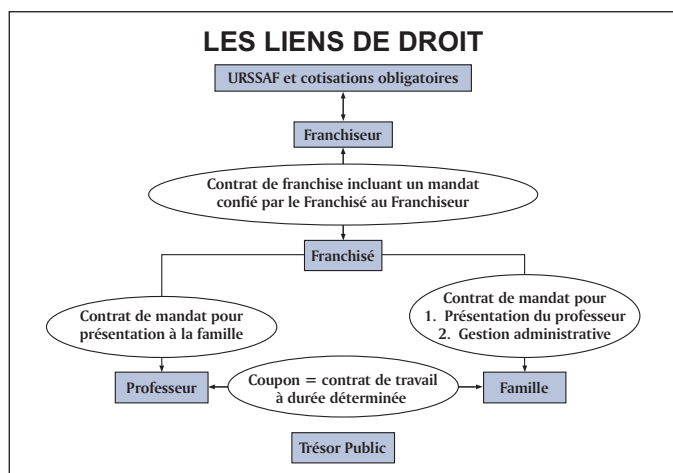 LES LIENS DE DROIT
URSSAF et cotisations obligatoires
Franchiseur
Contrat de franchise incluant un mandat
confié par le Franchisé au Franchiseur
Franchisé
Contrat de mandat pour
présentation à la famille
Contrat de mandat pour
1. Présentation du professeur
2. Gestion administrative
Professeur
Coupon = contrat de travail
à durée déterminée
Famille
Trésor Public